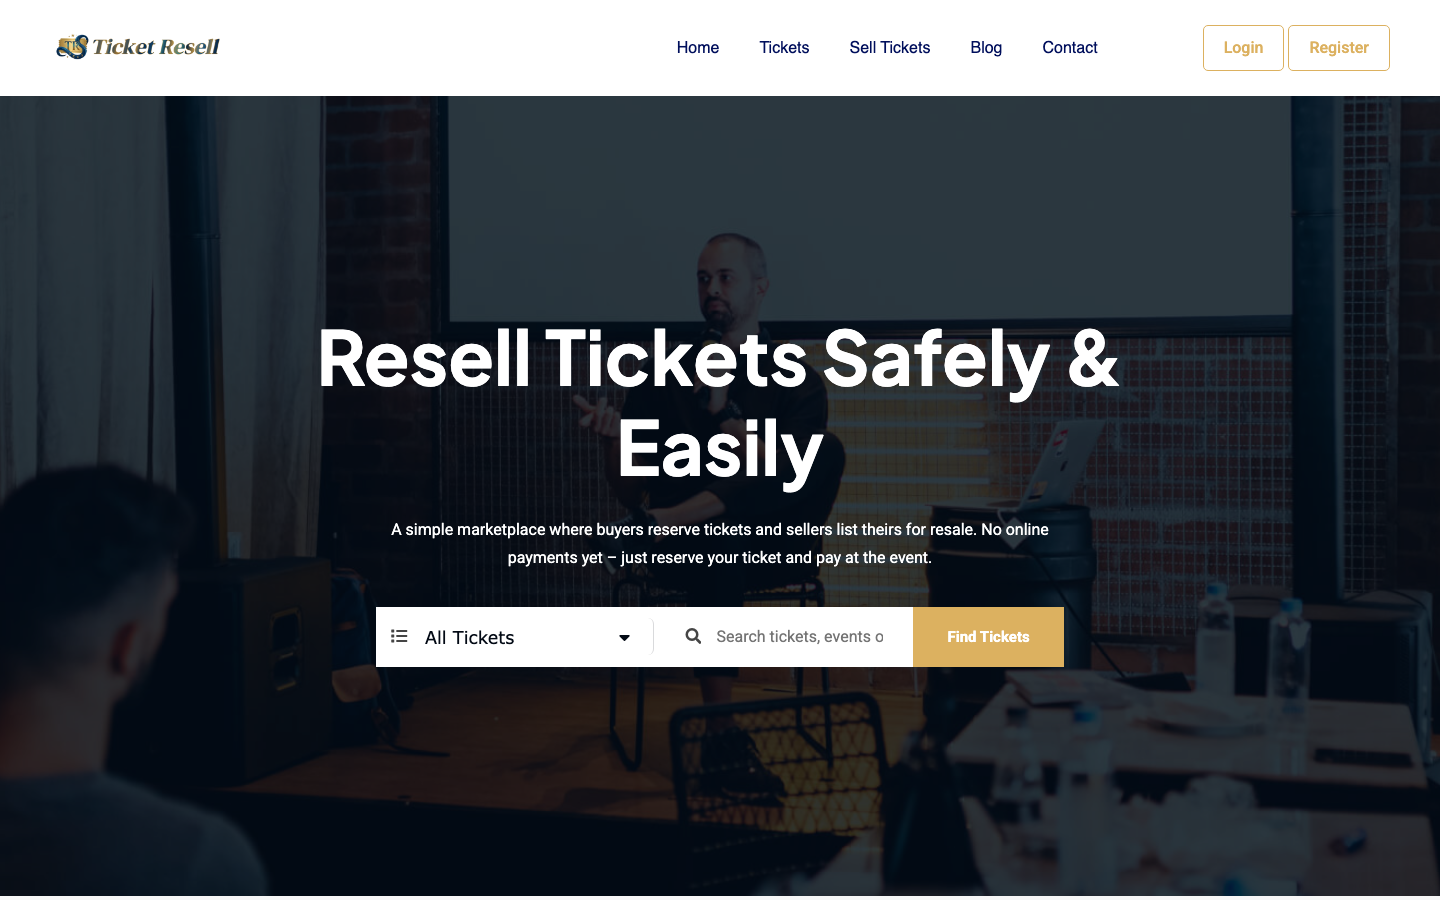 Ticket Resell
Home
Tickets
Sell Tickets
Blog
Contact
Login
Register
Resell Tickets Safely &
Easily
A simple marketplace where buyers reserve tickets and sellers list theirs for resale. No online
payments yet – just reserve your ticket and pay at the event.
All Tickets
Search tickets, events o
Find Tickets